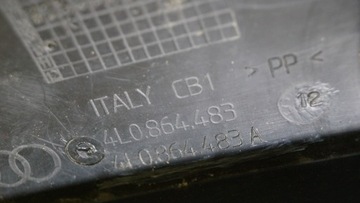 ITALY CB1 > PP <
12
4L0.864.483
4L0.864.483 A